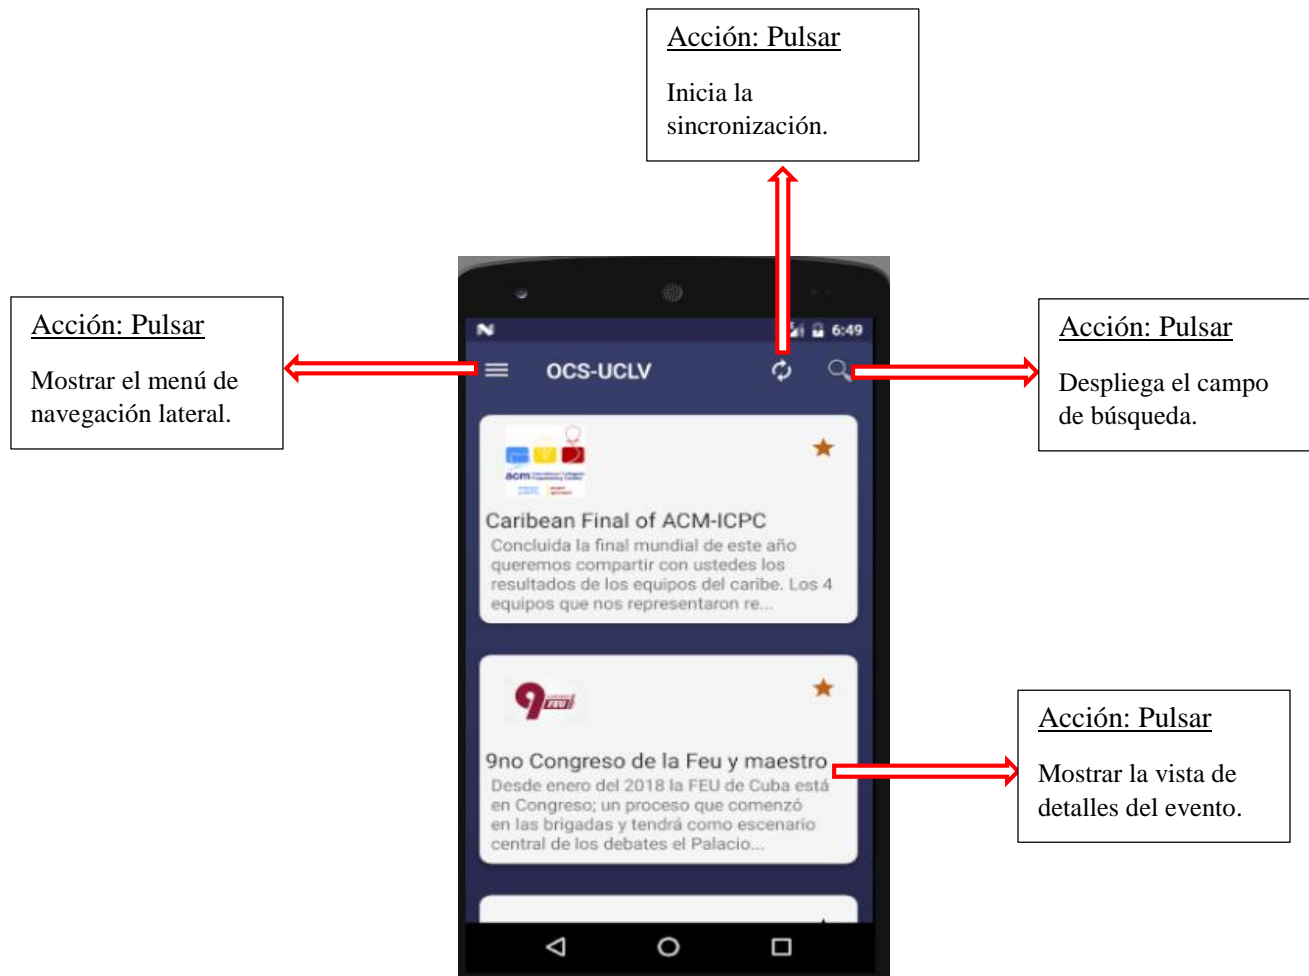 Acción: Pulsar
Inicia la
sincronización.
Acción: Pulsar
Mostrar el menú de
navegación lateral.
Acción: Pulsar
Despliega el campo
de búsqueda.
6:49
OCS-UCLV
acm
Caribean Final of ACM-ICPC
Concluida la final mundial de este año
queremos compartir con ustedes los
resultados de los equipos del caribe. Los 4
equipos que nos representaron re...
9
FEU
9no Congreso de la Feu y maestro
Desde enero del 2018 la FEU de Cuba está
en Congreso; un proceso que comenzó
en las brigadas y tendrá como escenario
central de los debates el Palacio...
Acción: Pulsar
Mostrar la vista de
detalles del evento.